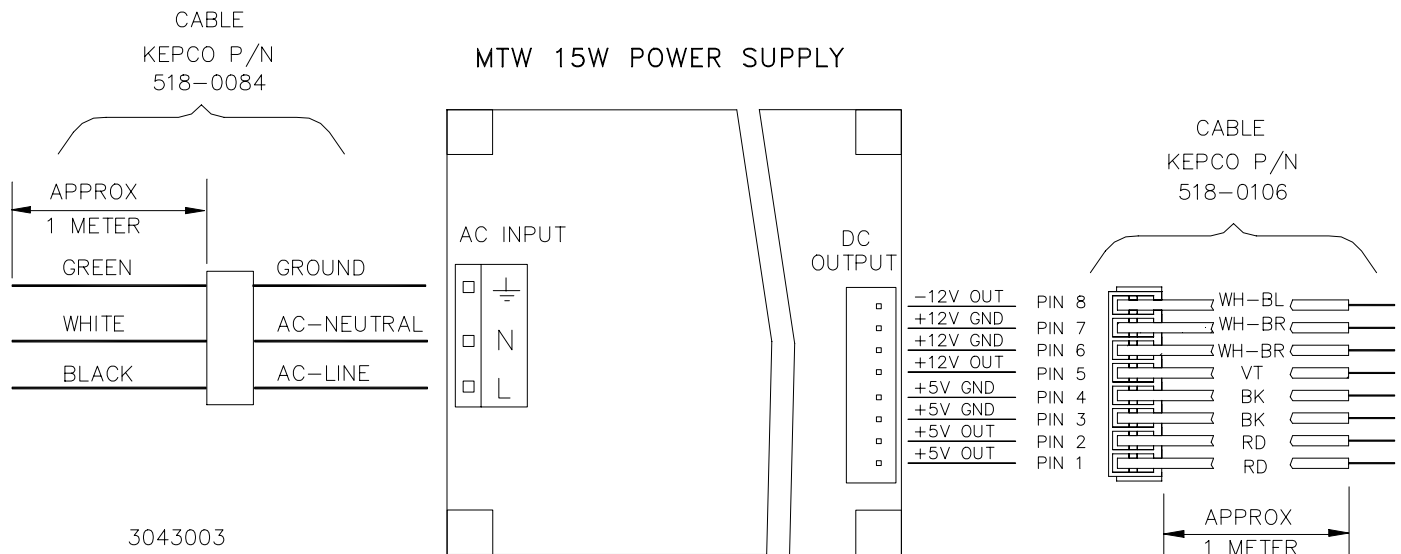 CABLE
KEPCO P/N
518-0084
MTW 15W POWER SUPPLY
CABLE
KEPCO P/N
518-0106
APPROX
1 METER
AC INPUT
DC
OUTPUT
GREEN
GROUND
WHITE
AC-NEUTRAL
N
BLACK
AC-LINE
L
-12V OUT PIN 8 WH-BL
+12V GND PIN 7 WH-BR
+12V GND PIN 6 WH-BR
+12V OUT PIN 5 VT
+5V GND PIN 4 BK
+5V GND PIN 3 BK
+5V OUT PIN 2 RD
+5V OUT PIN 1 RD
APPROX
1 METER
3043003